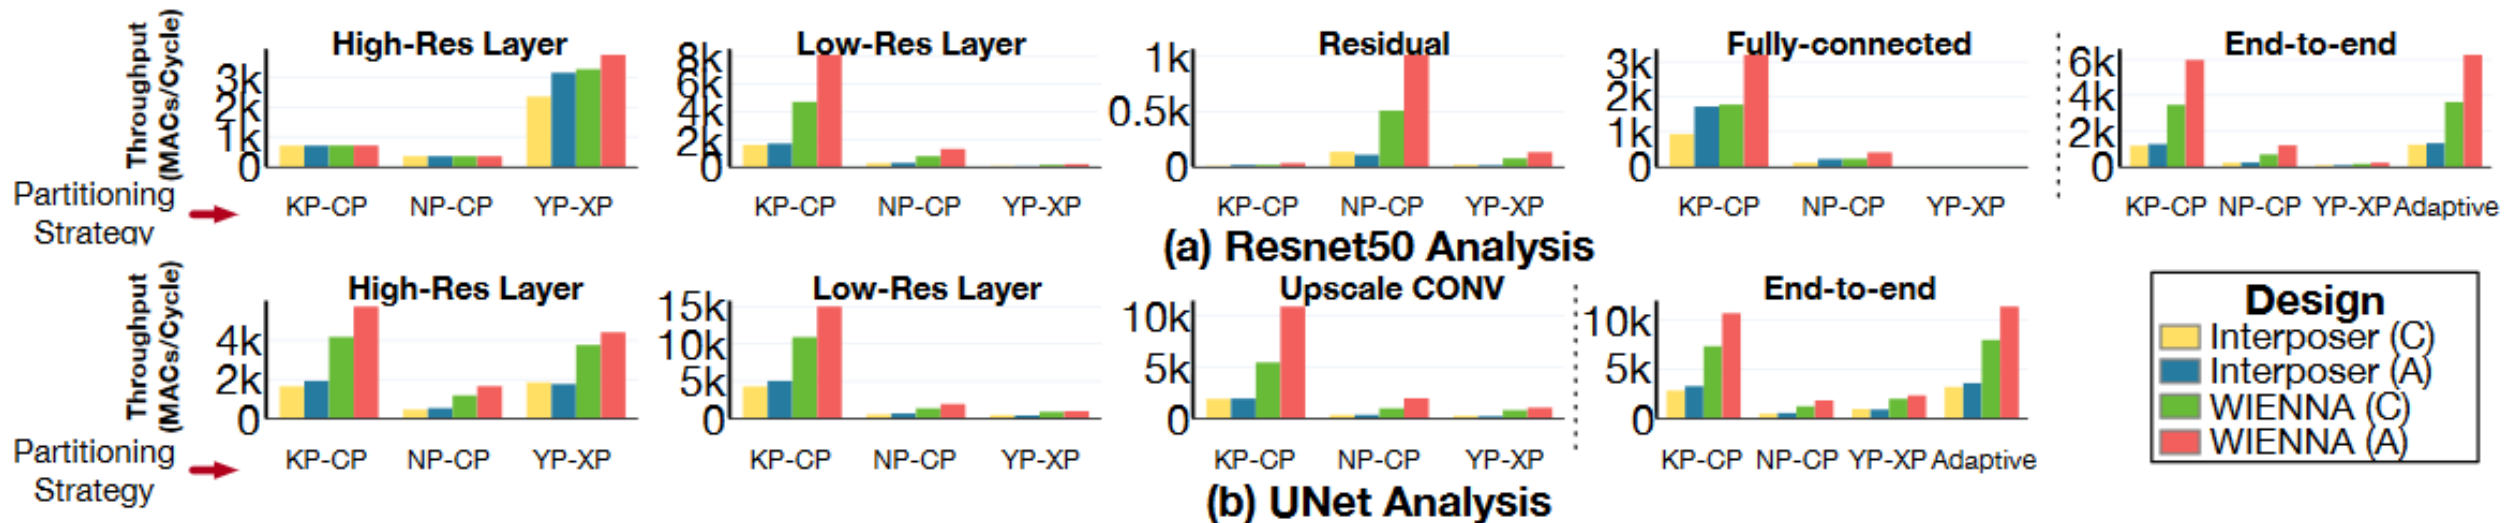 Throughput
(MACs/Cycle)
High-Res Layer
3k
2k
1k
0
KP-CP NP-CP YP-XP
Low-Res Layer
8k
6k
4k
2k
0
KP-CP NP-CP YP-XP
Residual
1k
0.5k
0
KP-CP NP-CP YP-XP
Fully-connected
3k
2k
1k
0
KP-CP NP-CP YP-XP
End-to-end
6k
4k
2k
0
KP-CP NP-CP YP-XP Adaptive
Partitioning
Strategy
(a) Resnet50 Analysis
Throughput
(MACs/Cycle)
High-Res Layer
4k
2k
0
KP-CP NP-CP YP-XP
Low-Res Layer
15k
10k
5k
0
KP-CP NP-CP YP-XP
Upscale CONV
10k
5k
0
KP-CP NP-CP YP-XP
End-to-end
10k
5k
0
KP-CP NP-CP YP-XP Adaptive
Partitioning
Strategy
Design
Interposer (C)
Interposer (A)
WIENNA (C)
WIENNA (A)
(b) UNet Analysis